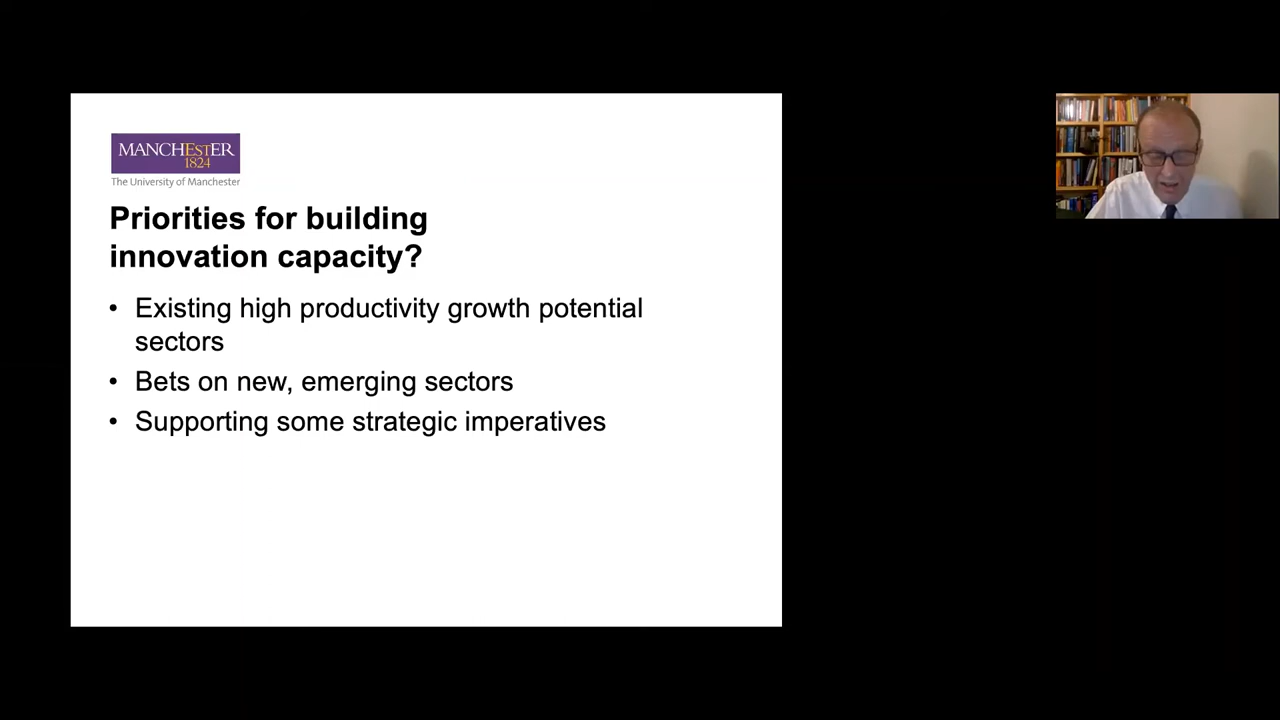 MANCHEsTER
1824
The University of Manchester
Priorities for building
innovation capacity?
• Existing high productivity growth potential
sectors
• Bets on new, emerging sectors
• Supporting some strategic imperatives